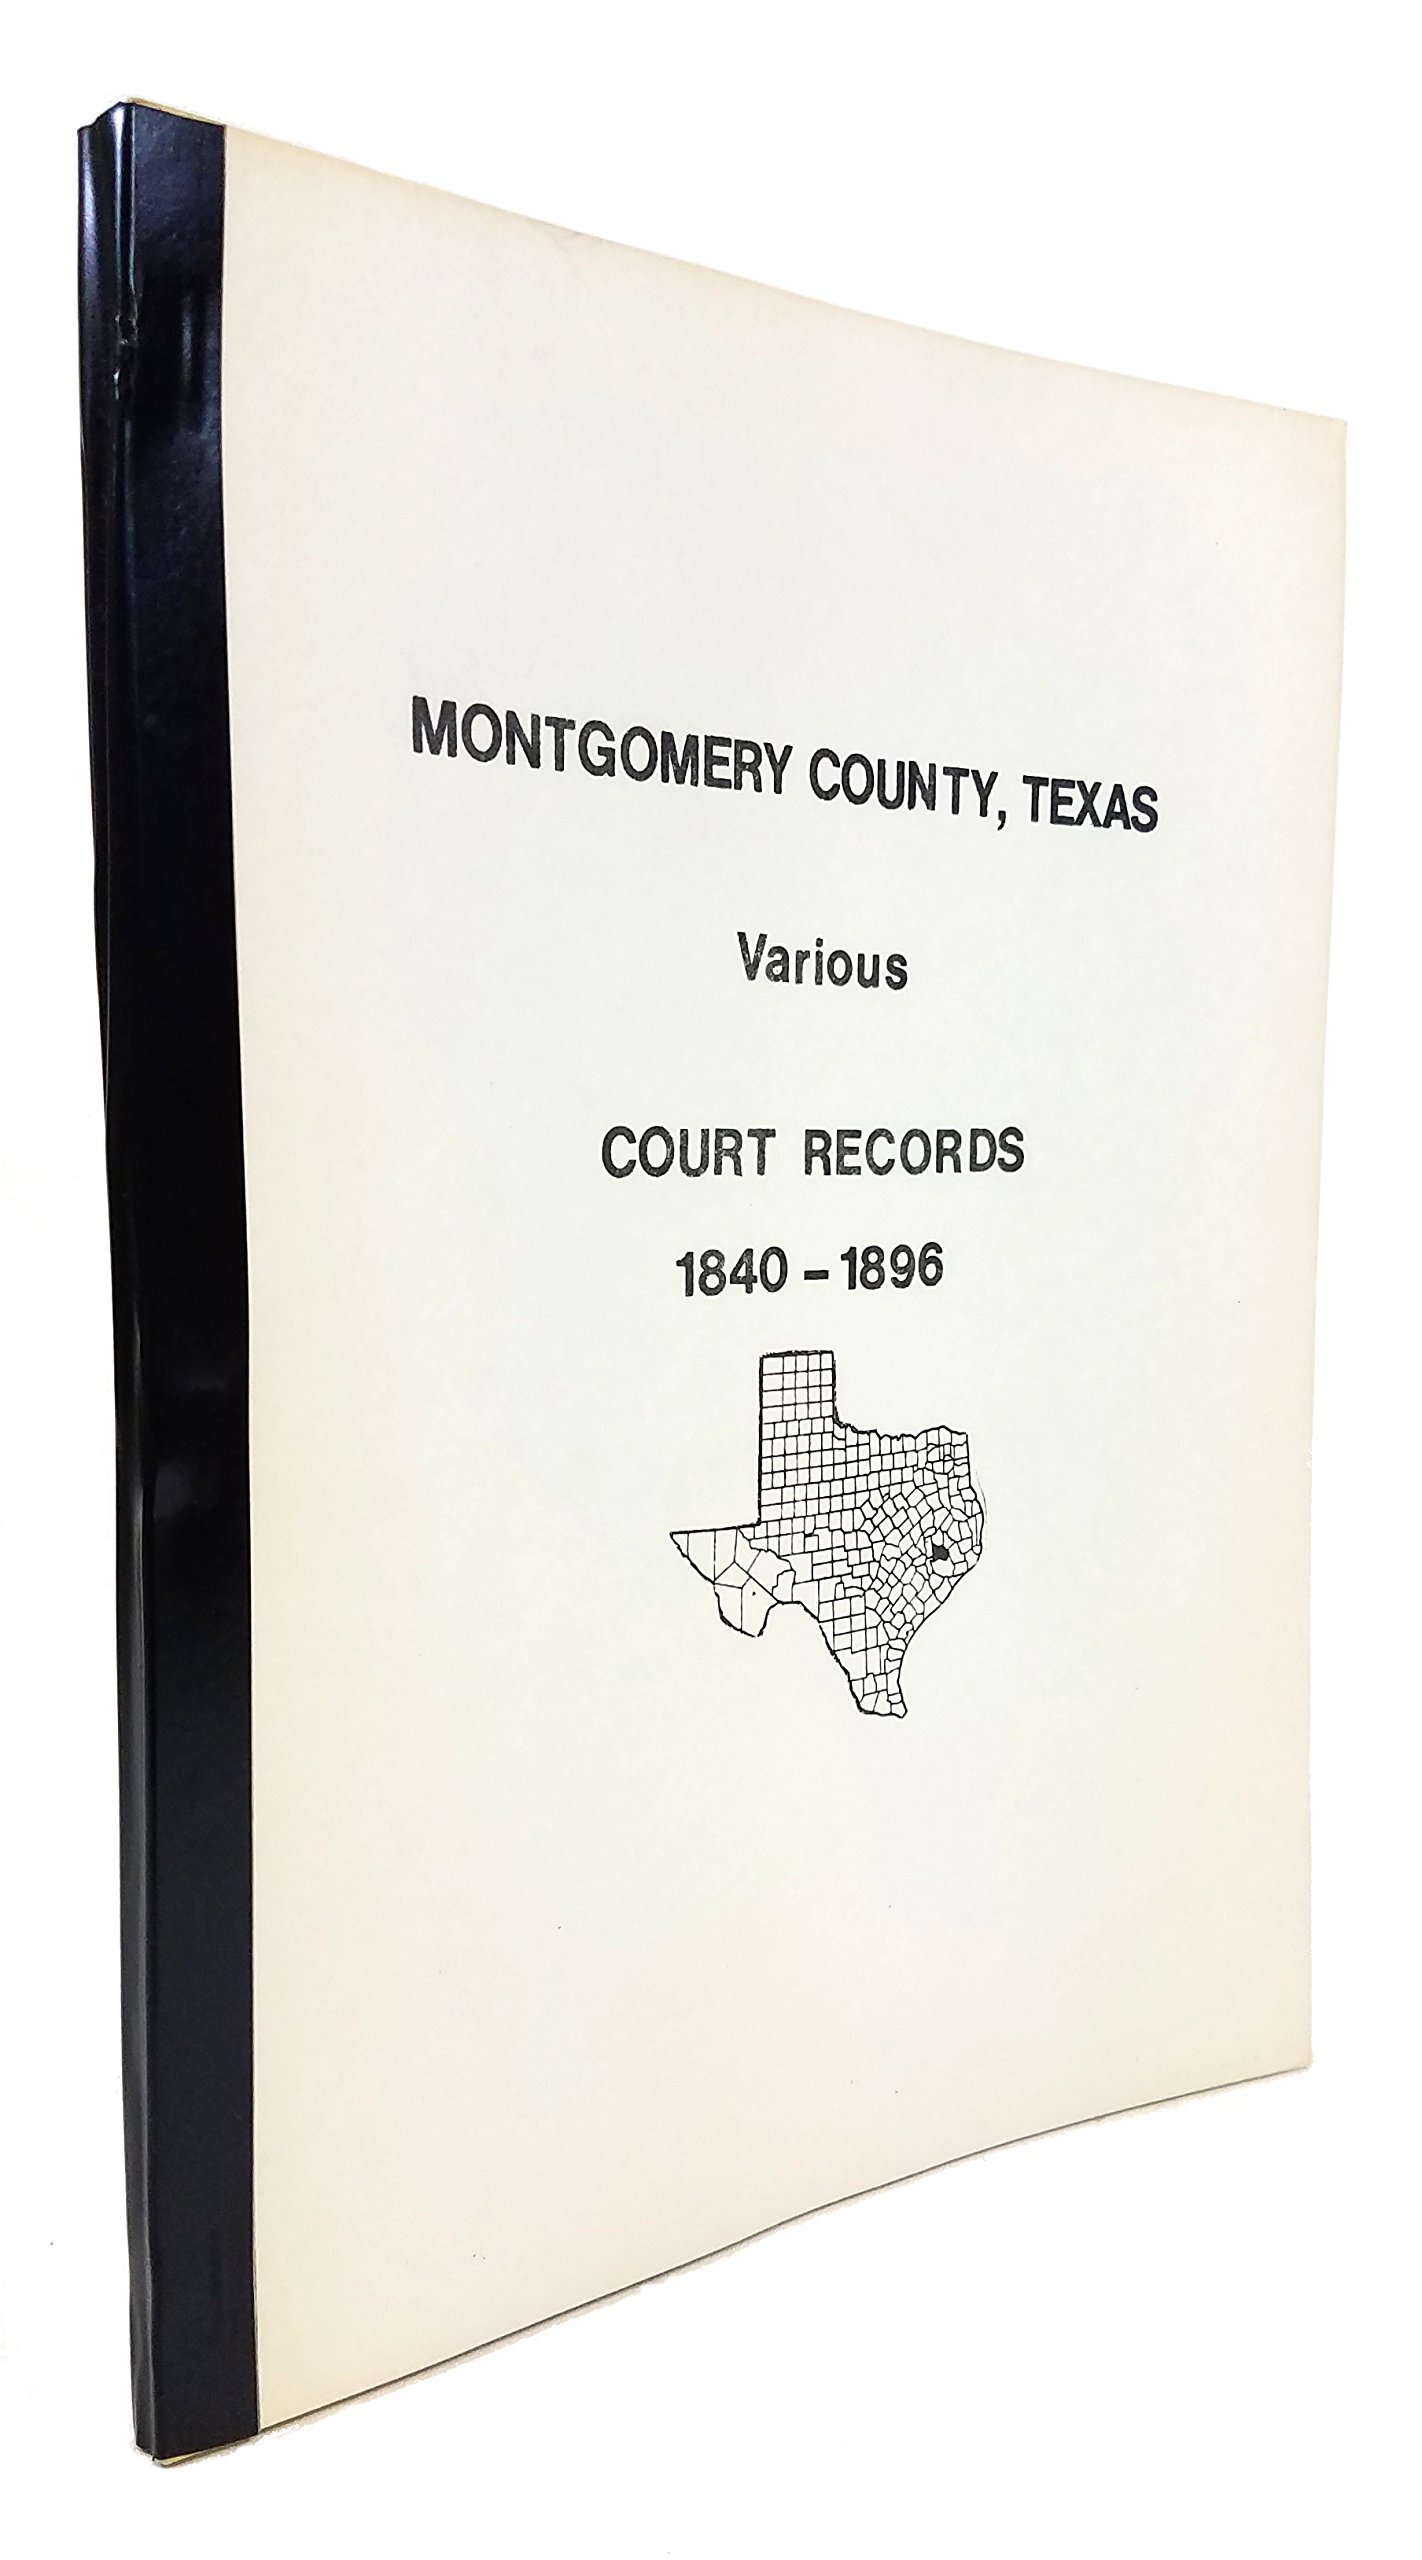 MONTGOMERY COUNTY, TEXAS
Various
COURT RECORDS
1840-1896